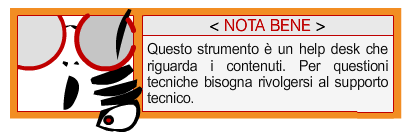 < NOTA BENE >
Questo strumento è un help desk che
riguarda i contenuti. Per questioni
tecniche bisogna rivolgersi al supporto
tecnico.